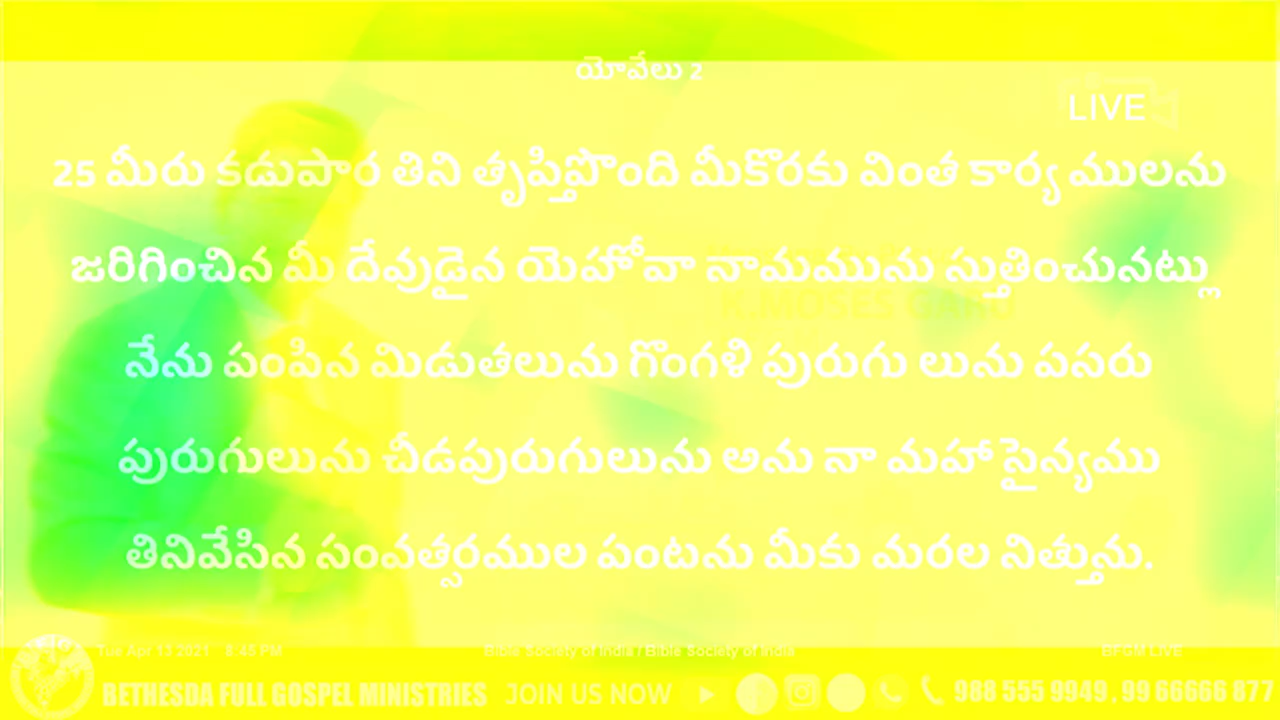 యోవేలు 2
LIVE
25 మీరు కడుపార తిని తృప్తిపొంది మీకొరకు వింత కార్య ములను
జరిగించిన మీ దేవుడైన యెహోవా నామమును స్తుతించునట్లు
K.MOSES GARU
నేను పంపిన మిడుతలును గొంగళి పురుగు లును పసరు
పురుగులును చీడపురుగులును అను నా మహా సైన్యము
తినివేసిన సంవత్సరముల పంటను మీకు మరల నిత్తును.
Tue Apr 13 2021 8:45 PM Bible Society of India / Bible Society of India BFGM LIVE
BETHESDA FULL GOSPEL MINISTRIES JOIN US NOW 988 555 9949 , 99 66666 877